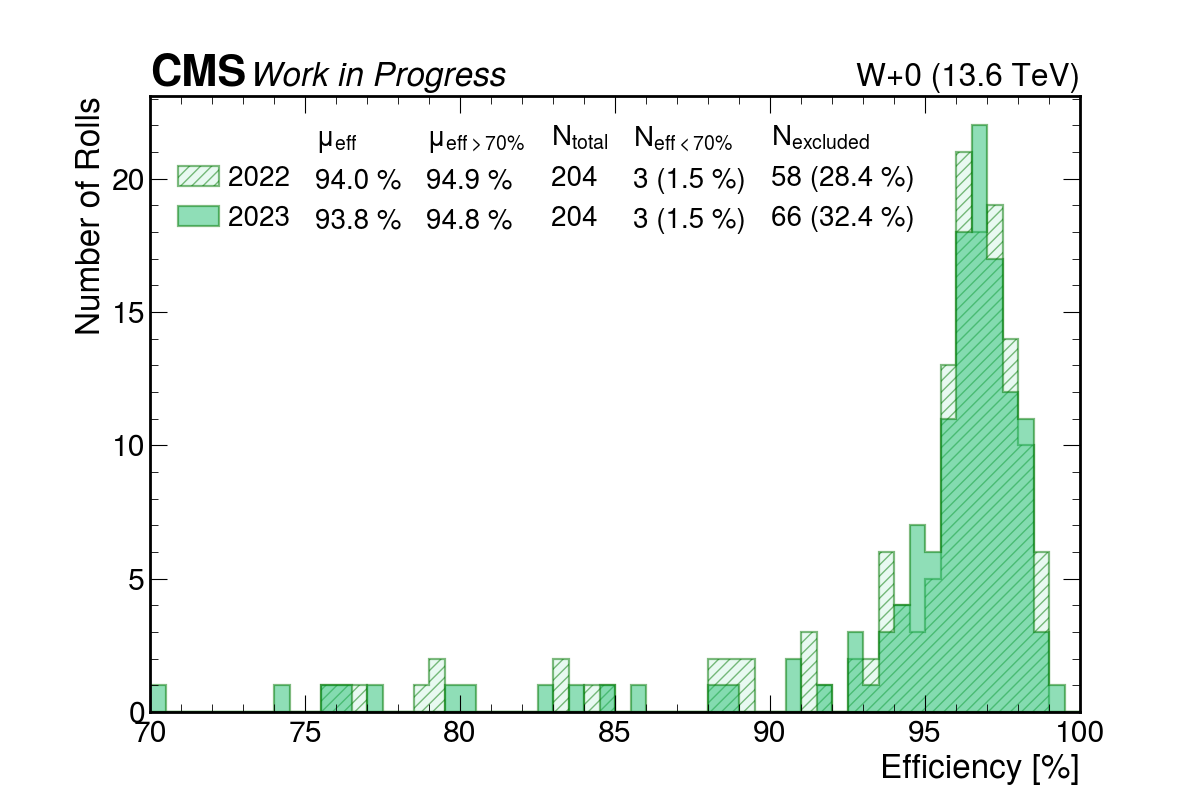 CMS Work in Progress W+0 (13.6 TeV)
Number of Rolls
μeff μeff > 70% Ntotal Neff < 70% Nexcluded
2022 94.0 % 94.9 % 204 3 (1.5 %) 58 (28.4 %)
2023 93.8 % 94.8 % 204 3 (1.5 %) 66 (32.4 %)
20
15
10
5
0
70 75 80 85 90 95 100
Efficiency [%]